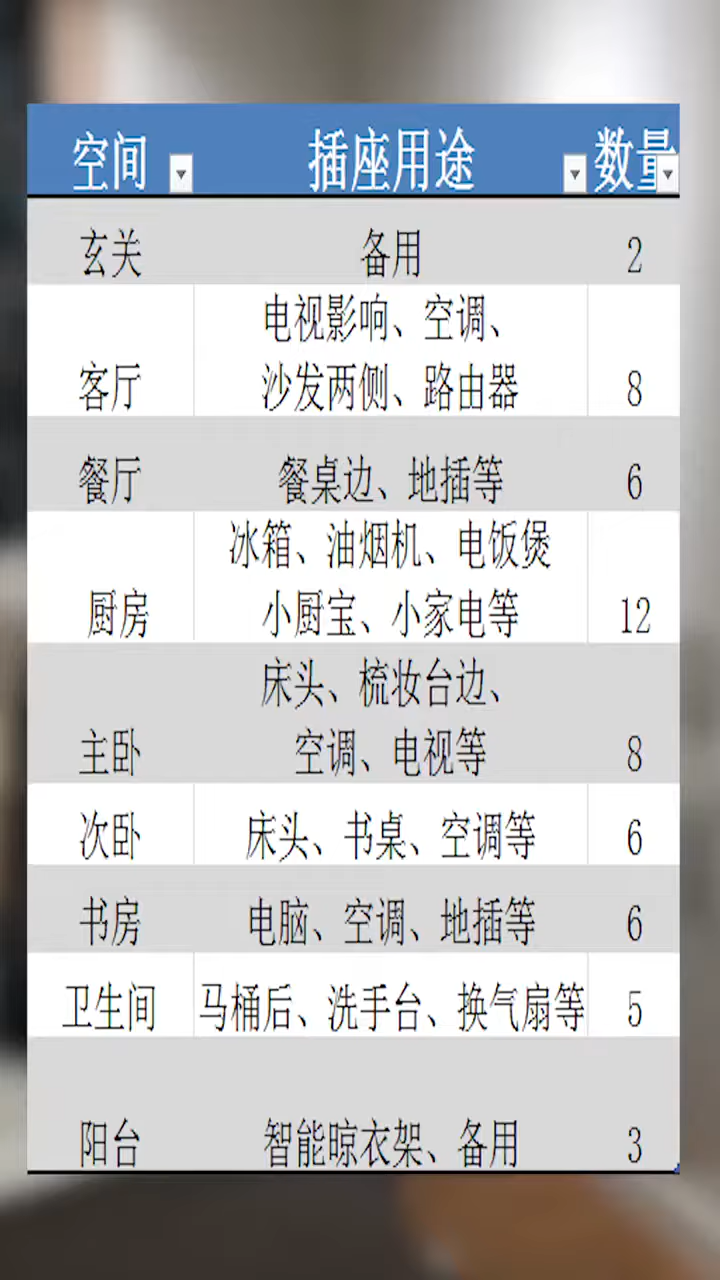 空间 插座用途 数量
玄关 备用 2
电视影响、空调、
客厅 沙发两侧、路由器 8
餐厅 餐桌边、地插等 6
冰箱、油烟机、电饭煲
厨房 小厨宝、小家电等 12
床头、梳妆台边、
主卧 空调、电视等 8
次卧 床头、书桌、空调等 6
书房 电脑、空调、地插等 6
卫生间 马桶后、洗手台、换气扇等 5
阳台 智能晾衣架、备用 3